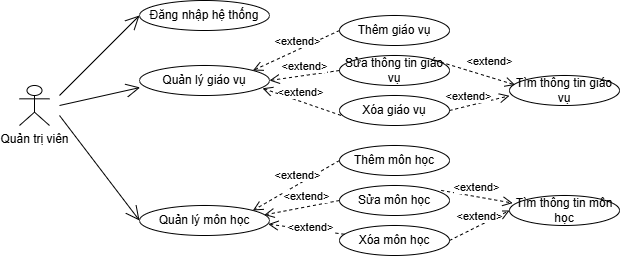 Đăng nhập hệ thống
Thêm giáo vụ
<extend>
<extend>
Quản lý giáo vụ
<extend>
Sửa thông tin giáo
vụ
<extend>
Tìm thông tin giáo
vụ
<extend>
Xóa giáo vụ
<extend>
Quản trị viên
Thêm môn học
<extend>
Quản lý môn học
<extend>
Sửa môn học
<extend>
Tìm thông tin môn
học
<extend>
Xóa môn học
<extend>